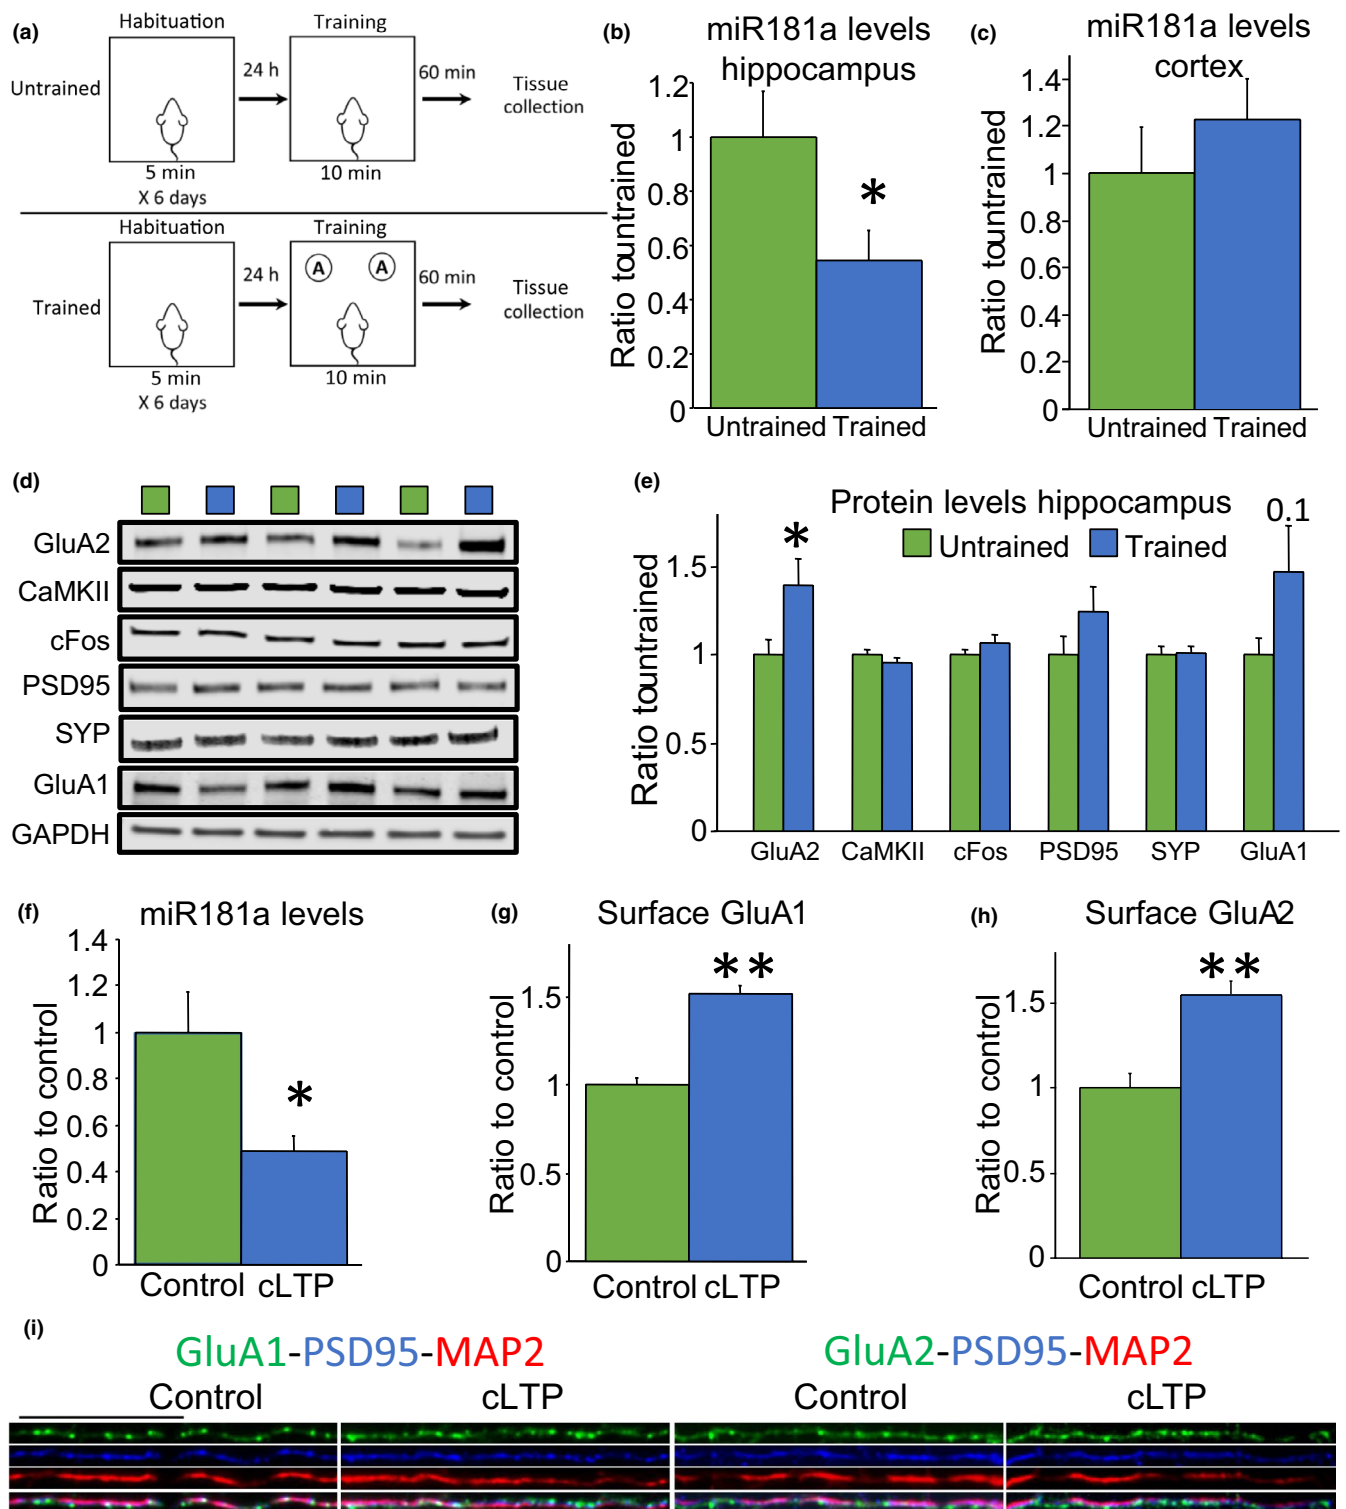 (a)
Habituation
Training
Untrained
24 h
60 min
Tissue
collection
5 min
10 min
X 6 days
Habituation
Training
A
A
Trained
24 h
60 min
Tissue
collection
5 min
10 min
X 6 days
(b)
miR181a levels
hippocampus
Ratio tountrained
1.2
1
0.8
0.6
0.4
0.2
0
*
Untrained Trained
(c)
miR181a levels
cortex
Ratio tountrained
1.4
1.2
1
0.8
0.6
0.4
0.2
0
Untrained Trained
(d)
GluA2
CaMKII
cFos
PSD95
SYP
GluA1
GAPDH
(e)
Protein levels hippocampus
Untrained Trained
Ratio tountrained
1.5
1
0.5
0
*
0.1
GluA2 CaMKII cFos PSD95 SYP GluA1
(f)
miR181a levels
Ratio to control
1.4
1.2
1
0.8
0.6
0.4
0.2
0
*
Control cLTP
(g)
Surface GluA1
Ratio to control
1.5
1
0.5
0
**
Control cLTP
(h)
Surface GluA2
Ratio to control
1.5
1
0.5
0
**
Control cLTP
(i)
GluA1-PSD95-MAP2
Control cLTP
GluA2-PSD95-MAP2
Control cLTP